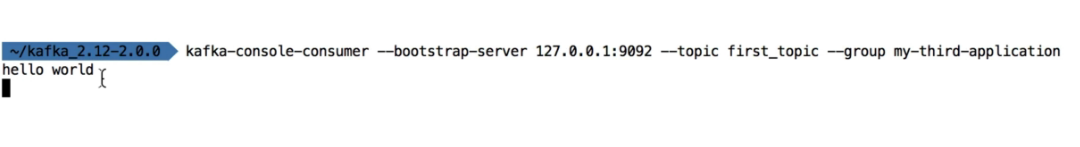 ~/kafka_2.12-2.0.0 kafka-console-consumer --bootstrap-server 127.0.0.1:9092 --topic first_topic --group my-third-application
hello world